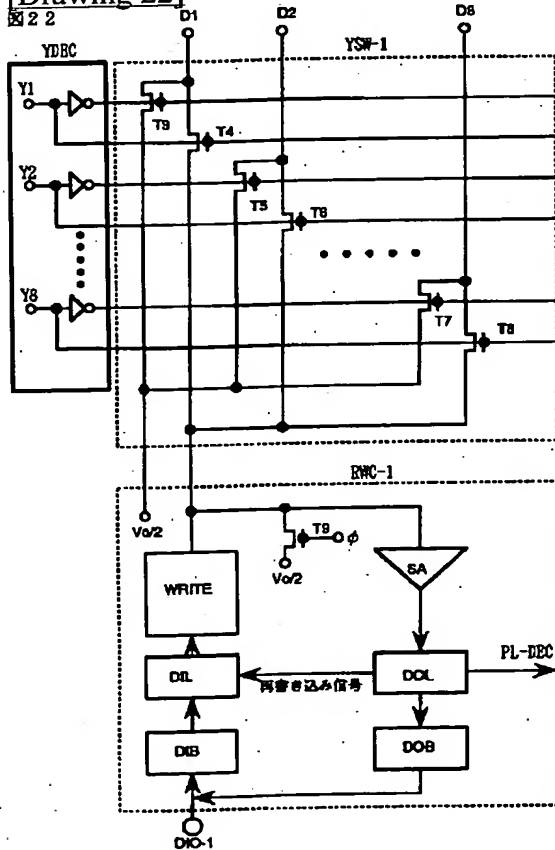 [Drawing 22]
図22
D1
D2
D8
YDEC
YSW-1
Y1
T3
T4
Y2
T5
T6
Y8
T7
T8
RWC-1
Vo/2
T9
φ
Vo/2
SA
WRITE
PL-DEC
DIL
再書き込み信号
DOL
DIB
DOB
DIO-1